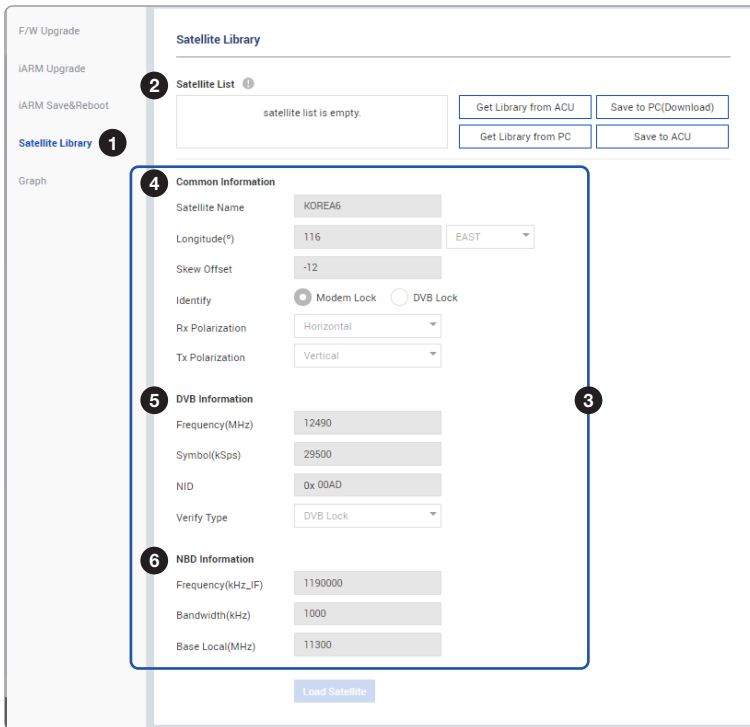 F/W Upgrade
iARM Upgrade
iARM Save&Reboot
Satellite Library 1
Graph
Satellite Library
2 Satellite List !
satellite list is empty.
Get Library from ACU Save to PC(Download)
Get Library from PC Save to ACU
3
4 Common Information
Satellite Name KOREA6
Longitude(º) 116 EAST
Skew Offset -12
Identify Modem Lock DVB Lock
Rx Polarization Horizontal
Tx Polarization Vertical
5 DVB Information
Frequency(MHz) 12490
Symbol(kSps) 29500
NID 0x 00AD
Verify Type DVB Lock
6 NBD Information
Frequency(kHz_IF) 1190000
Bandwidth(kHz) 1000
Base Local(MHz) 11300
Load Satellite